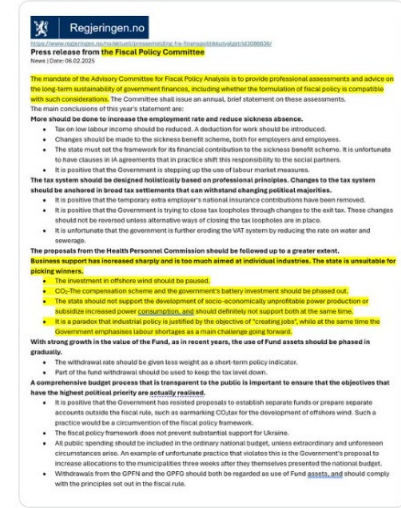 Regjeringen.no
https://www.regjeringen.no/no/aktuelt/pressemelding-fra-finanspolitikkutvalget/id3086836/
Press release from the Fiscal Policy Committee
News | Date: 06.02.2025
The mandate of the Advisory Committee for Fiscal Policy Analysis is to provide professional assessments and advice on
the long-term sustainability of government finances, including whether the formulation of fiscal policy is compatible
with such considerations. The Committee shall issue an annual, brief statement on these assessments.
The main conclusions of this year's statement are:
More should be done to increase the employment rate and reduce sickness absence.
• Tax on low labour income should be reduced. A deduction for work should be introduced.
• Changes should be made to the sickness benefit scheme, both for employers and employees.
• The state must set the framework for its financial contribution to the sickness benefit scheme. It is unfortunate
to have clauses in IA agreements that in practice shift this responsibility to the social partners.
• It is positive that the Government is stepping up the use of labour market measures.
The tax system should be designed holistically based on professional principles. Changes to the tax system
should be anchored in broad tax settlements that can withstand changing political majorities.
• It is positive that the temporary extra employer's national insurance contributions have been removed.
• It is positive that the Government is trying to close tax loopholes through changes to the exit tax. These changes
should not be reversed unless alternative ways of closing the tax loopholes are in place.
• It is unfortunate that the government is further eroding the VAT system by reducing the rate on water and
sewerage.
The proposals from the Health Personnel Commission should be followed up to a greater extent.
Business support has increased sharply and is too much aimed at individual industries. The state is unsuitable for
picking winners.
• The investment in offshore wind should be paused.
• CO₂-The compensation scheme and the government's battery investment should be phased out.
• The state should not support the development of socio-economically unprofitable power production or
subsidize increased power consumption, and should definitely not support both at the same time.
• It is a paradox that industrial policy is justified by the objective of "creating jobs", while at the same time the
Government emphasises labour shortages as a main challenge going forward.
With strong growth in the value of the Fund, as in recent years, the use of Fund assets should be phased in
gradually.
• The withdrawal rate should be given less weight as a short-term policy indicator.
• Part of the fund withdrawal should be used to keep the tax level down.
A comprehensive budget process that is transparent to the public is important to ensure that the objectives that
have the highest political priority are actually realised.
• It is positive that the Government has resisted proposals to establish separate funds or prepare separate
accounts outside the fiscal rule, such as earmarking CO₂tax for the development of offshore wind. Such a
practice would be a circumvention of the fiscal policy framework.
• The fiscal policy framework does not prevent substantial support for Ukraine.
• All public spending should be included in the ordinary national budget, unless extraordinary and unforeseen
circumstances arise. An example of unfortunate practice that violates this is the Government's proposal to
increase allocations to the municipalities three weeks after they themselves presented the national budget.
• Withdrawals from the GPFN and the GPFG should both be regarded as use of Fund assets, and should comply
with the principles set out in the fiscal rule.